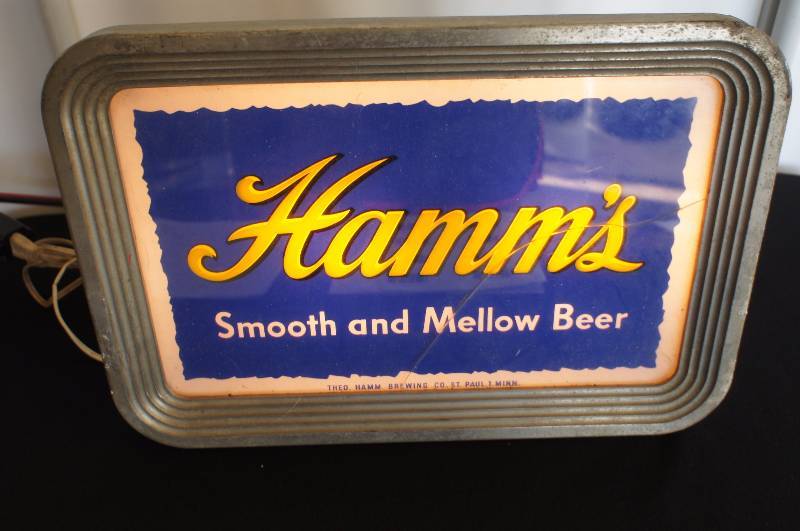 Hamm's
Smooth and Mellow Beer
THEO. HAMM BREWING CO. ST. PAUL 1 MINN.